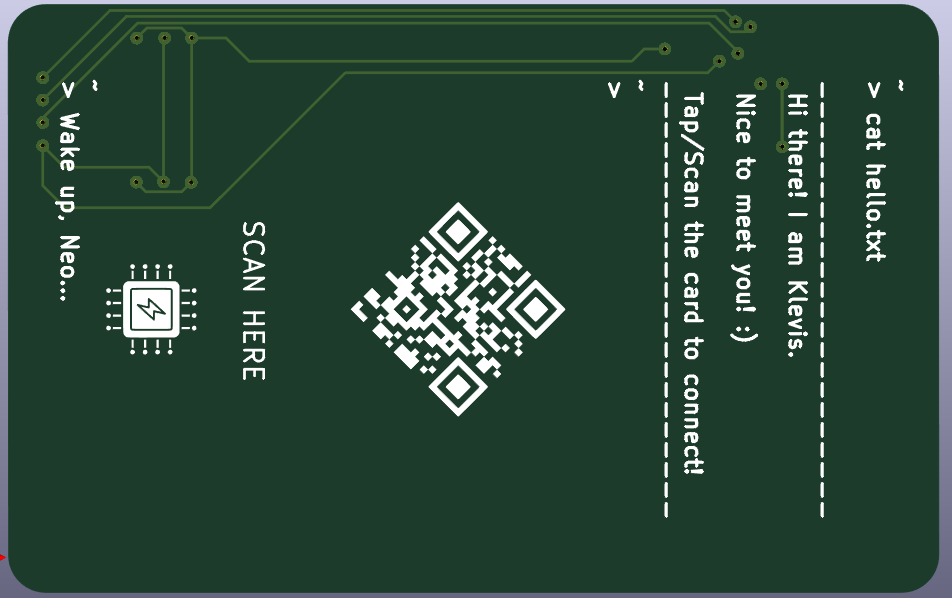 ~
> cat hello.txt
---------------------------------
Hi there! I am Klevis.
Nice to meet you! :)
Tap/Scan the card to connect!
---------------------------------
~
>
SCAN HERE
~
> Wake up, Neo...